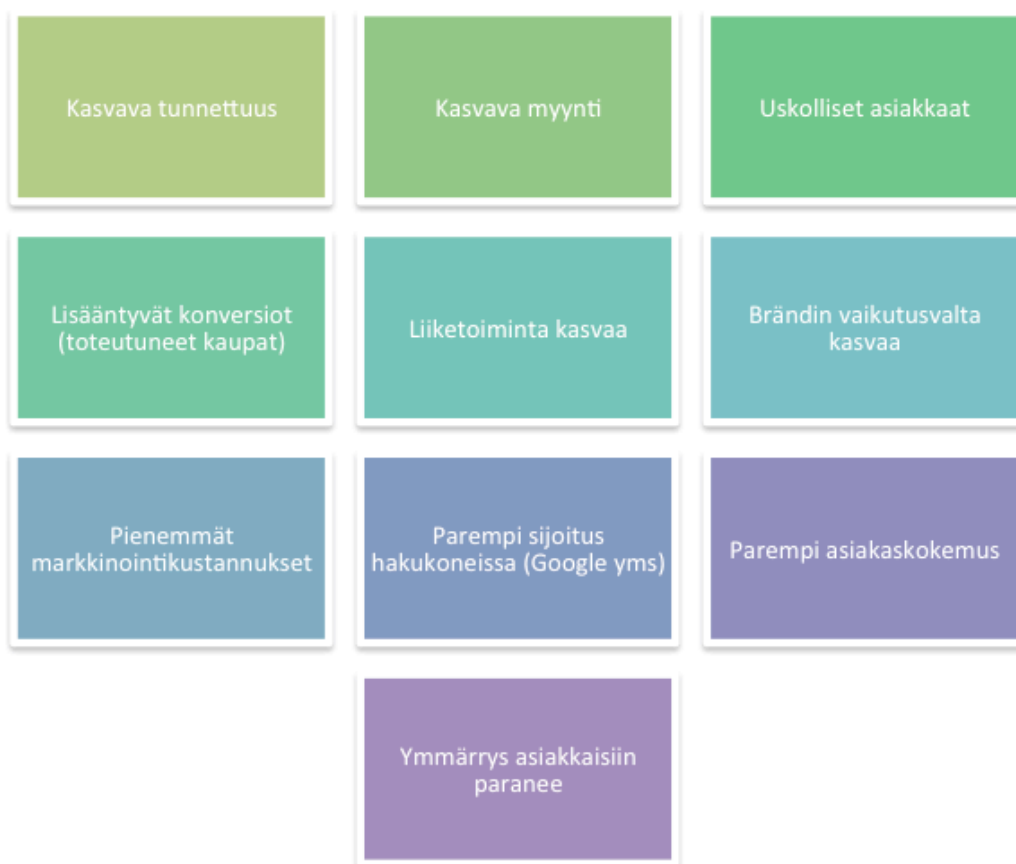 Kasvava tunnettuus
Kasvava myynti
Uskolliset asiakkaat
Lisääntyvät konversiot
(toteutuneet kaupat)
Liiketoiminta kasvaa
Brändin vaikutusvalta
kasvaa
Pienemmät
markkinointikustannukset
Parempi sijoitus
hakukoneissa (Google yms)
Parempi asiakaskokemus
Ymmärrys asiakkaisiin
paranee